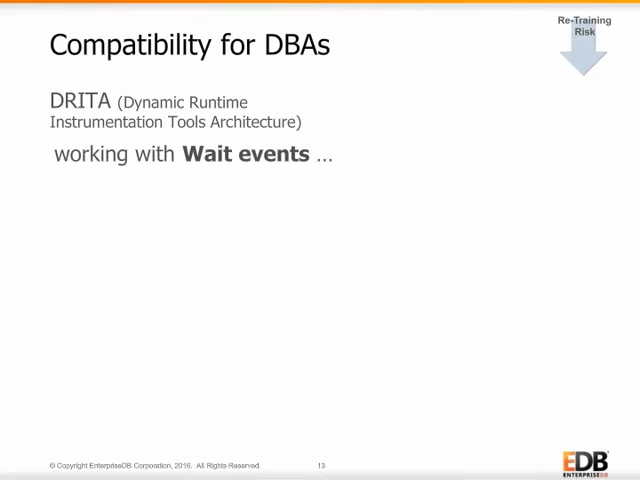 Re-Training
Risk
Compatibility for DBAs
DRITA (Dynamic Runtime
Instrumentation Tools Architecture)
working with Wait events ...
© Copyright EnterpriseDB Corporation, 2016. All Rights Reserved.
13
EDB
ENTERPRISEDB